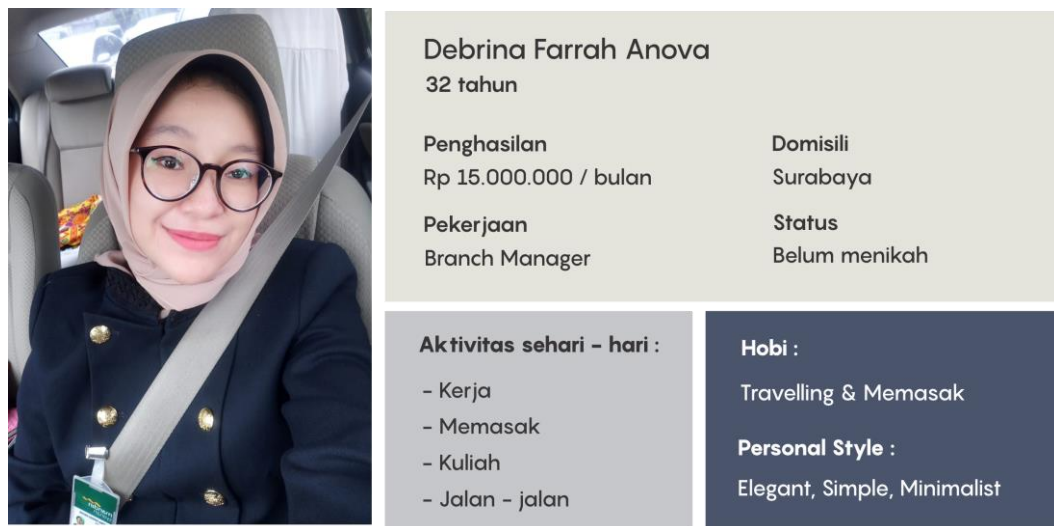 Debrina Farrah Anova
32 tahun
Penghasilan
Rp 15.000.000 / bulan
Domisili
Surabaya
Pekerjaan
Branch Manager
Status
Belum menikah
Aktivitas sehari - hari :
- Kerja
- Memasak
- Kuliah
- Jalan - jalan
Hobi :
Travelling & Memasak
Personal Style :
Elegant, Simple, Minimalist